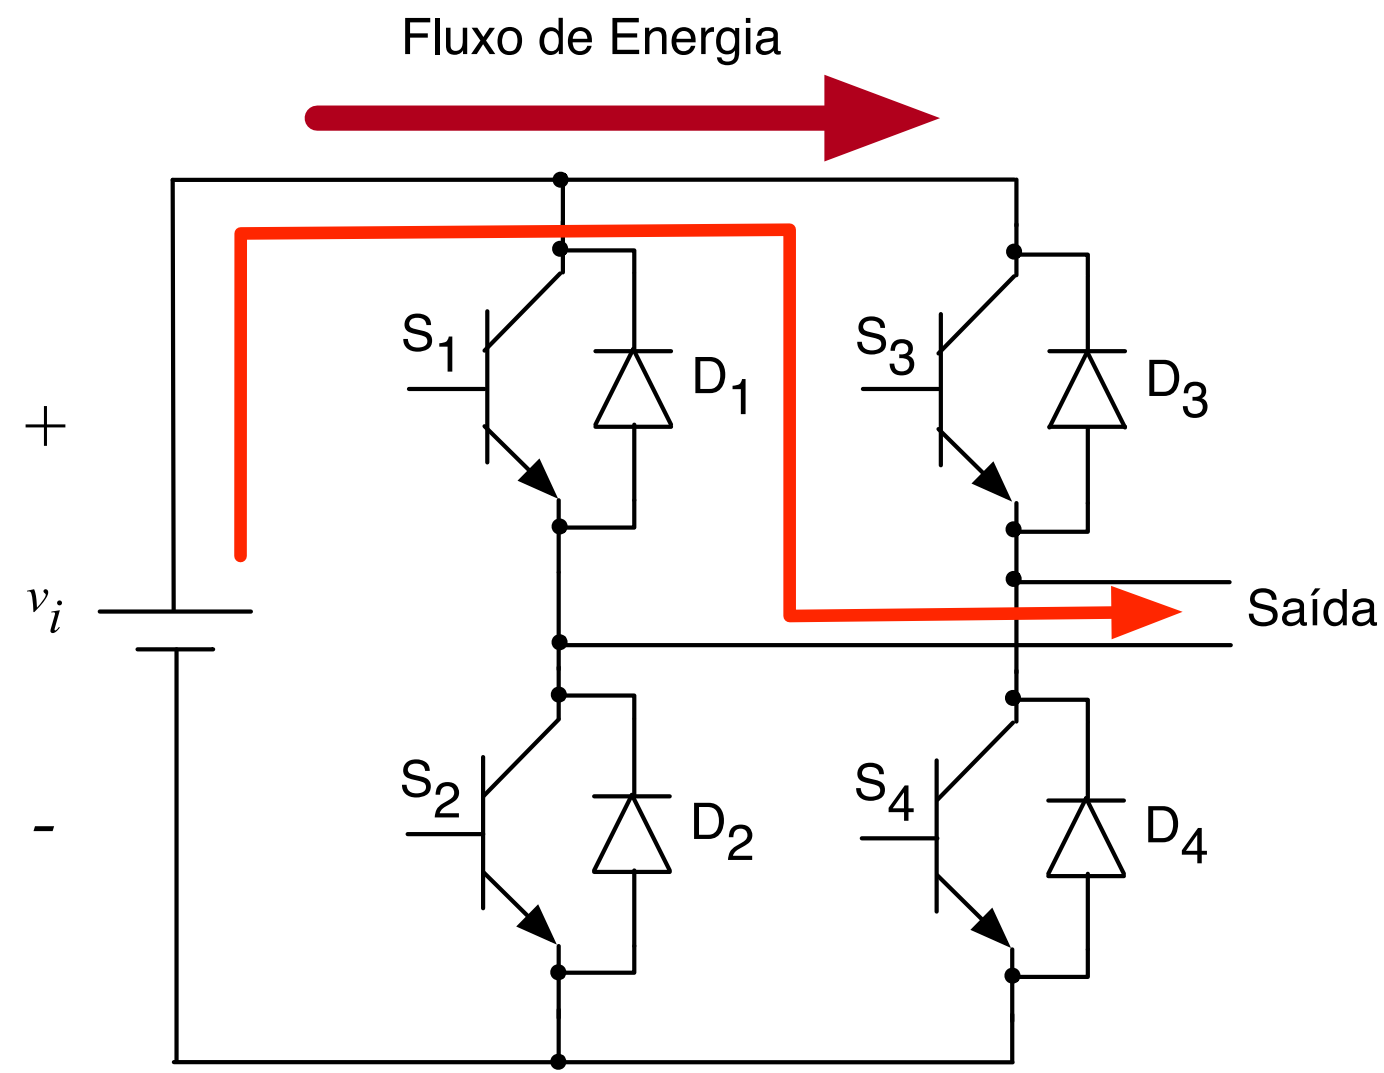 Fluxo de Energia
S1
D1
S3
D3
+
vi
Saída
S2
D2
S4
D4
-